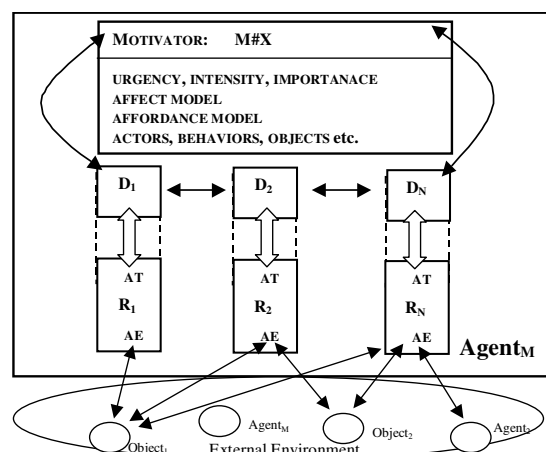 MOTIVATOR: M#X
URGENCY, INTENSITY, IMPORTANACE
AFFECT MODEL
AFFORDANCE MODEL
ACTORS, BEHAVIORS, OBJECTS etc.
D1 D2 DN
AT AT AT
R1 R2 RN
AE AE AE
AgentM
Object1 AgentM Object2 Agent2
External Environment